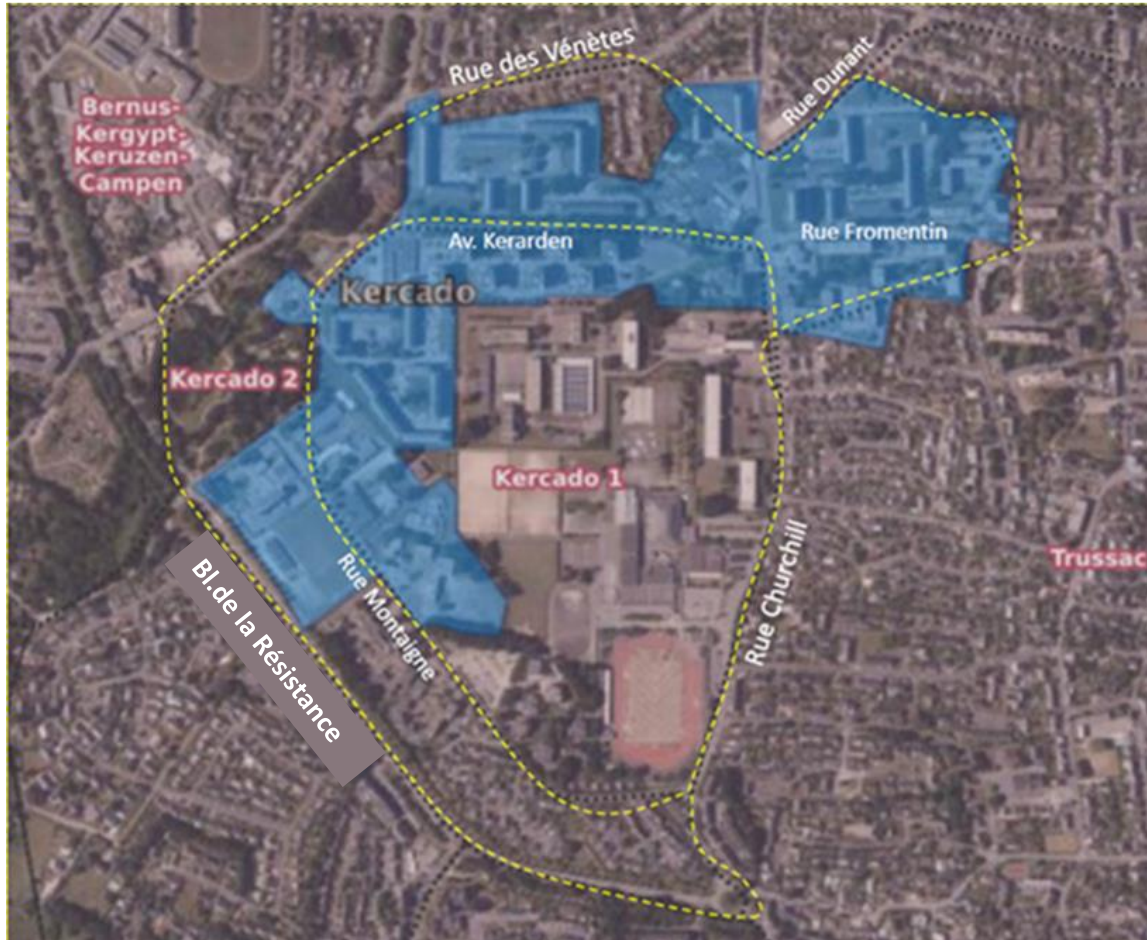 Rue des Vénètes
Rue Dunant
Bernus-
Kergypt-
Keruzen-
Campen
Av. Kerarden
Rue Fromentin
Kercado
Kercado 2
Kercado 1
Trussac
Rue Montaigne
Rue Churchill
Bl.de la Résistance